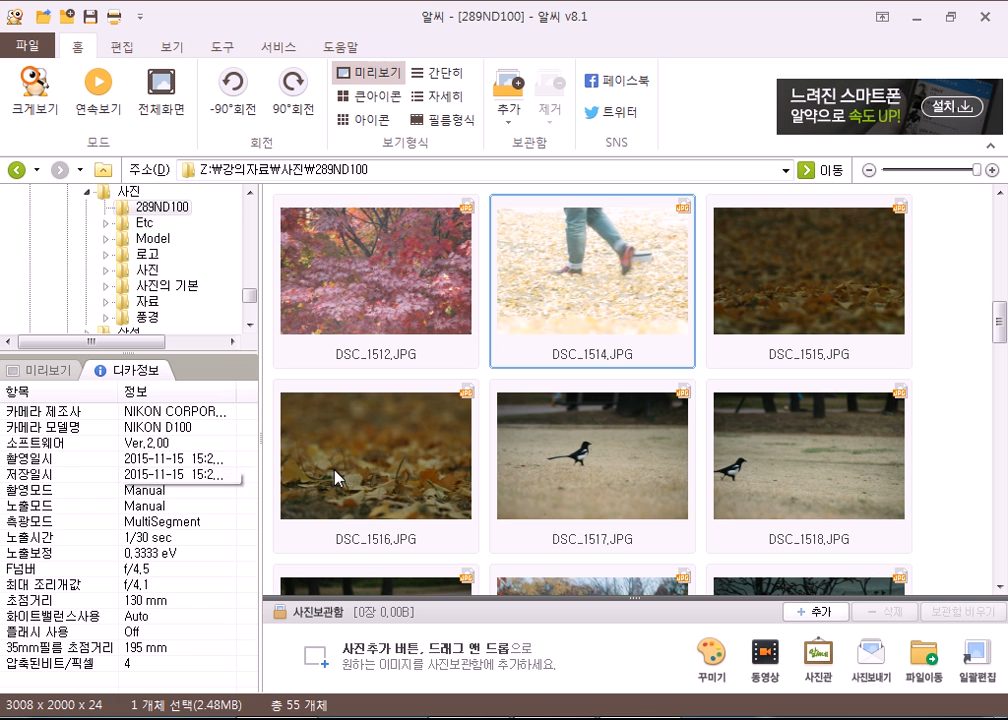 알씨 - [289ND100] - 알씨 v8.1
파일 홈 편집 보기 도구 서비스 도움말
크게보기 연속보기 전체화면
모드
-90°회전 90°회전
회전
미리보기 간단히
큰아이콘 자세히
아이콘 필름형식
보기형식
추가 제거
보관함
페이스북
트위터
SNS
느려진 스마트폰
알약으로 속도 UP!
설치
주소(D) Z:₩강의자료₩사진₩289ND100 이동
사진
289ND100
Etc
Model
로고
사진
사진의 기본
자료
풍경
미리보기 디카정보
항목 정보
카메라 제조사 NIKON CORPOR...
카메라 모델명 NIKON D100
소프트웨어 Ver.2.00
촬영일시 2015-11-15 15:2...
저장일시 2015-11-15 15:2...
촬영모드 Manual
노출모드 Manual
측광모드 MultiSegment
노출시간 1/30 sec
노출보정 0.3333 eV
F넘버 f/4.5
최대 조리개값 f/4.1
초점거리 130 mm
화이트밸런스사용 Auto
플래시 사용 Off
35mm필름 초점거리 195 mm
압축된비트/픽셀 4
JPG JPG JPG
DSC_1512.JPG DSC_1514.JPG DSC_1515.JPG
JPG JPG JPG
DSC_1516.JPG DSC_1517.JPG DSC_1518.JPG
JPG JPG JPG
사진보관함 [0장 0.00B] + 추가 - 삭제 보관함 비우기
사진추가 버튼, 드래그 앤 드롭으로
원하는 이미지를 사진보관함에 추가하세요.
꾸미기 동영상 사진관 사진보내기 파일이동 일괄편집
3008 x 2000 x 24 1 개체 선택(2.48MB) 총 55 개체